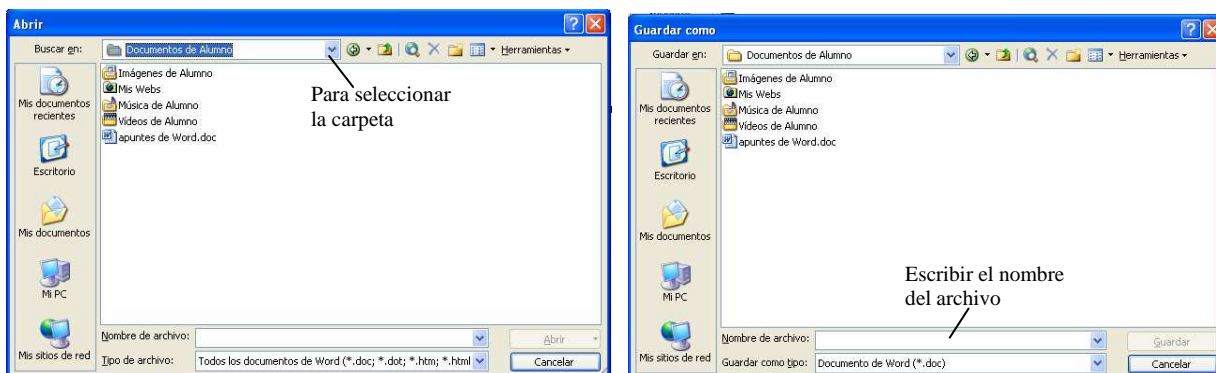 Abrir
Buscar en: Documentos de Alumno Herramientas
Mis documentos recientes
Escritorio
Mis documentos
Mi PC
Mis sitios de red
Imágenes de Alumno
Mis Webs
Música de Alumno
Vídeos de Alumno
apuntes de Word.doc
Para seleccionar
la carpeta
Nombre de archivo: Abrir
Tipo de archivo: Todos los documentos de Word (*.doc; *.dot; *.htm; *.html Cancelar
Guardar como
Guardar en: Documentos de Alumno Herramientas
Mis documentos recientes
Escritorio
Mis documentos
Mi PC
Mis sitios de red
Imágenes de Alumno
Mis Webs
Música de Alumno
Vídeos de Alumno
apuntes de Word.doc
Escribir el nombre
del archivo
Nombre de archivo: Guardar
Guardar como tipo: Documento de Word (*.doc) Cancelar